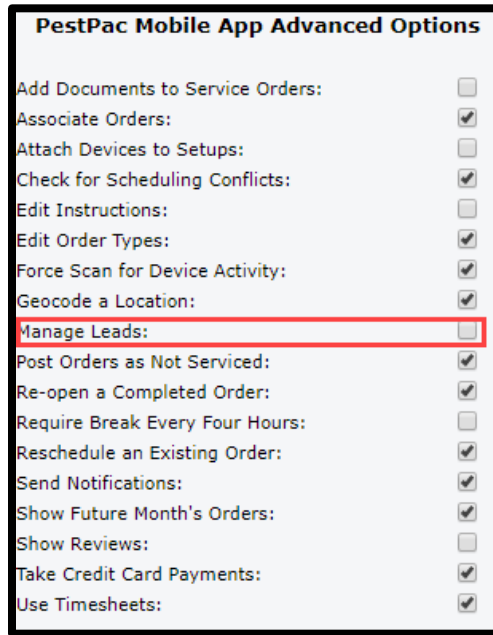 PestPac Mobile App Advanced Options
Add Documents to Service Orders:
Associate Orders:
Attach Devices to Setups:
Check for Scheduling Conflicts:
Edit Instructions:
Edit Order Types:
Force Scan for Device Activity:
Geocode a Location:
Manage Leads:
Post Orders as Not Serviced:
Re-open a Completed Order:
Require Break Every Four Hours:
Reschedule an Existing Order:
Send Notifications:
Show Future Month's Orders:
Show Reviews:
Take Credit Card Payments:
Use Timesheets: